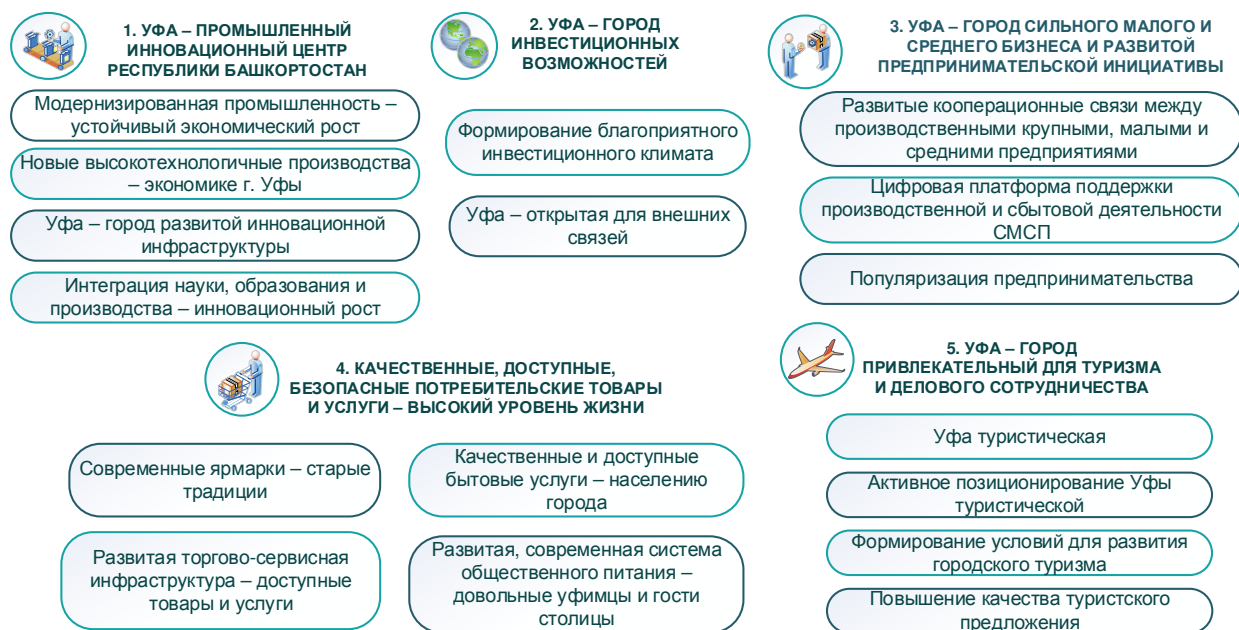 1. УФА – ПРОМЫШЛЕННЫЙ
ИННОВАЦИОННЫЙ ЦЕНТР
РЕСПУБЛИКИ БАШКОРТОСТАН
Модернизированная промышленность –
устойчивый экономический рост
Новые высокотехнологичные производства
– экономике г. Уфы
Уфа – город развитой инновационной
инфраструктуры
Интеграция науки, образования и
производства – инновационный рост
2. УФА – ГОРОД
ИНВЕСТИЦИОННЫХ
ВОЗМОЖНОСТЕЙ
Формирование благоприятного
инвестиционного климата
Уфа – открытая для внешних
связей
3. УФА – ГОРОД СИЛЬНОГО МАЛОГО И
СРЕДНЕГО БИЗНЕСА И РАЗВИТОЙ
ПРЕДПРИНИМАТЕЛЬСКОЙ ИНИЦИАТИВЫ
Развитые кооперационные связи между
производственными крупными, малыми и
средними предприятиями
Цифровая платформа поддержки
производственной и сбытовой деятельности
СМСП
Популяризация предпринимательства
4. КАЧЕСТВЕННЫЕ, ДОСТУПНЫЕ,
БЕЗОПАСНЫЕ ПОТРЕБИТЕЛЬСКИЕ ТОВАРЫ
И УСЛУГИ – ВЫСОКИЙ УРОВЕНЬ ЖИЗНИ
Современные ярмарки – старые
традиции
Качественные и доступные
бытовые услуги – населению
города
Развитая торгово-сервисная
инфраструктура – доступные
товары и услуги
Развитая, современная система
общественного питания –
довольные уфимцы и гости
столицы
5. УФА – ГОРОД
ПРИВЛЕКАТЕЛЬНЫЙ ДЛЯ ТУРИЗМА
И ДЕЛОВОГО СОТРУДНИЧЕСТВА
Уфа туристическая
Активное позиционирование Уфы
туристической
Формирование условий для развития
городского туризма
Повышение качества туристского
предложения